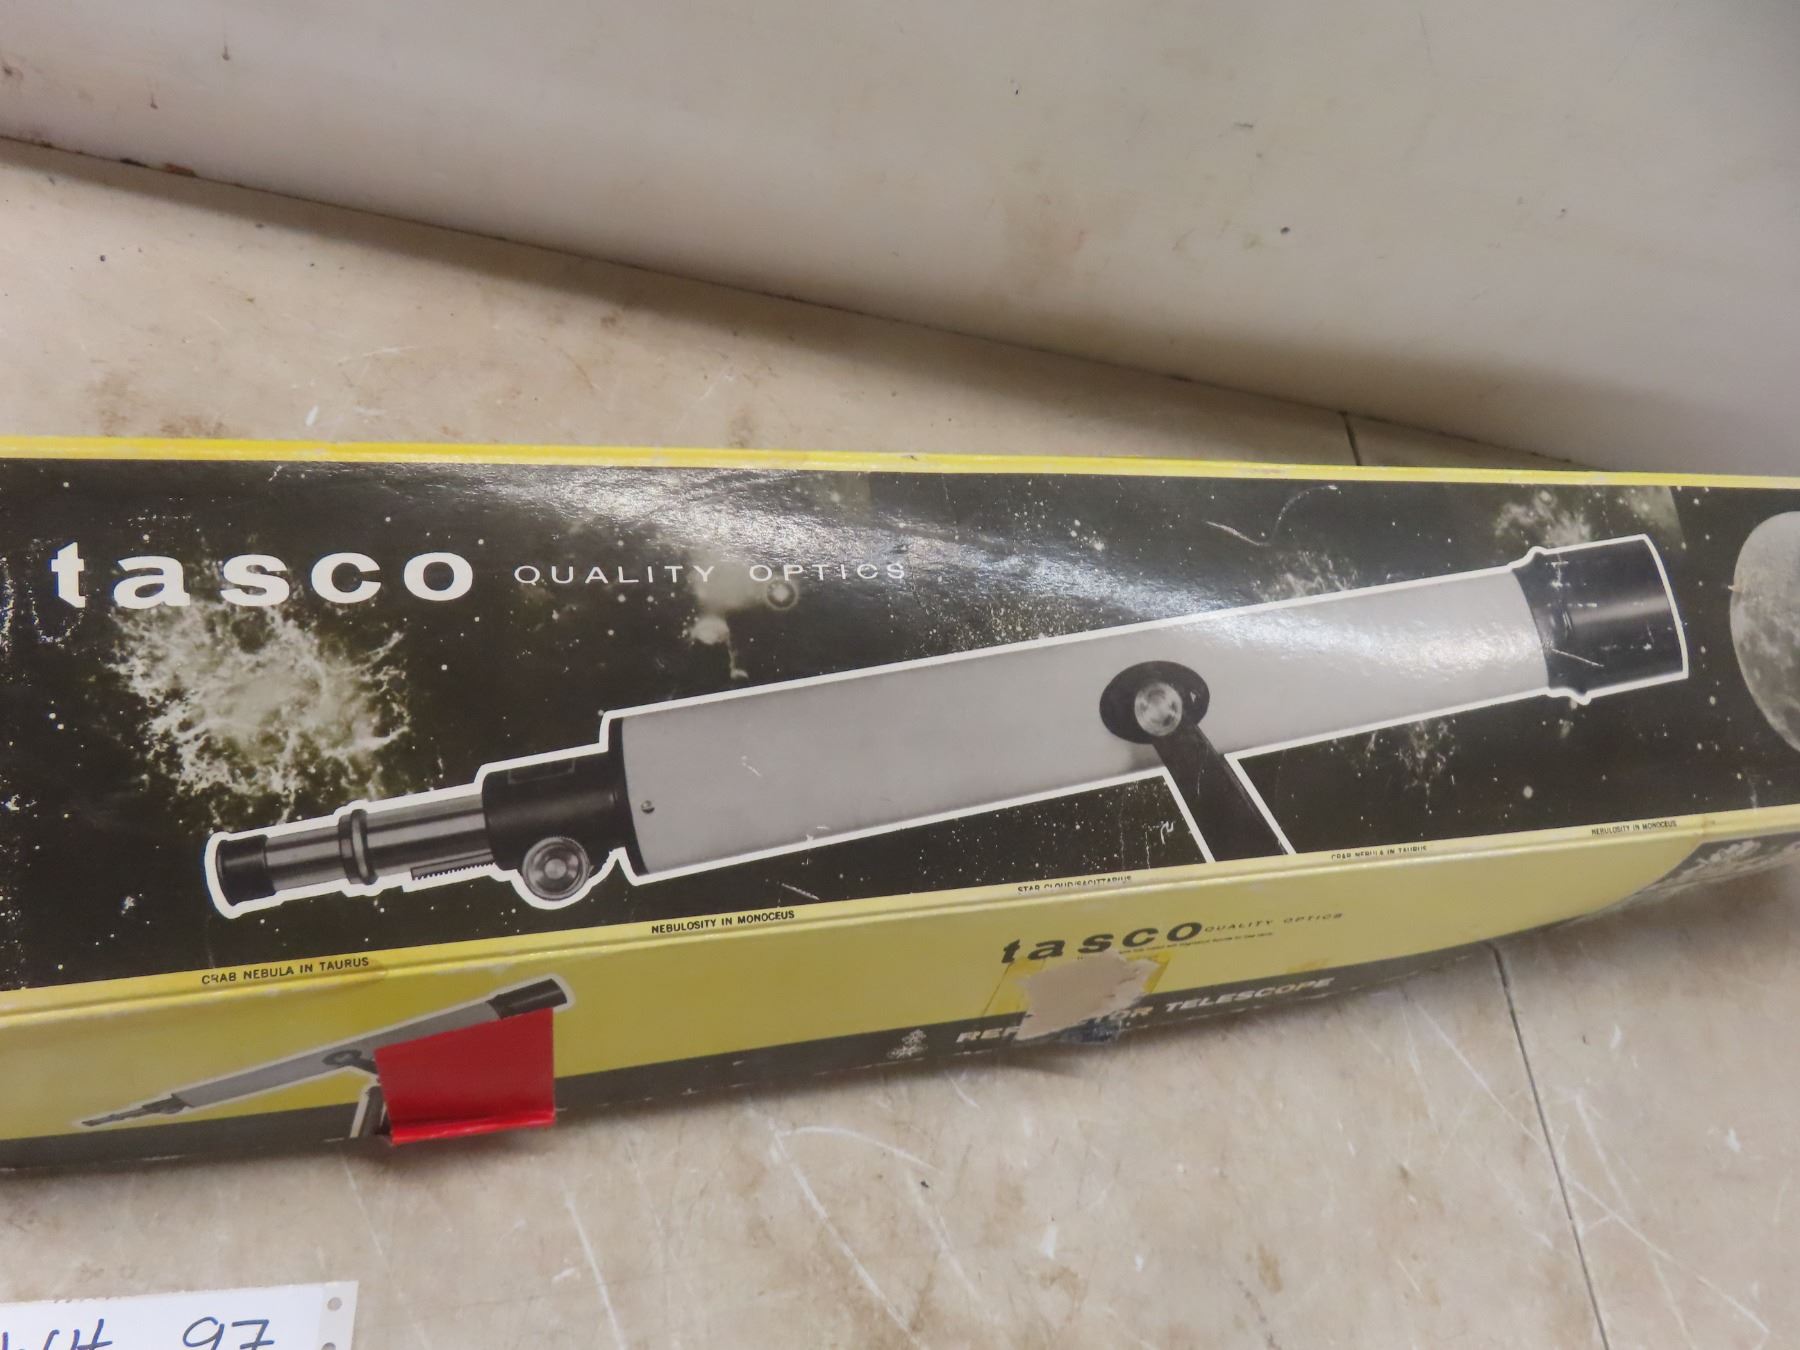 tasco QUALITY OPTICS
NEBULOSITY IN MONOCEUS
CRAB NEBULA IN TAURUS
STAR CLOUD/SAGITTARIUS
NEBULOSITY IN MONOCEUS
CRAB NEBULA IN TAURUS
tasco QUALITY OPTICS
TELESCOPE
97